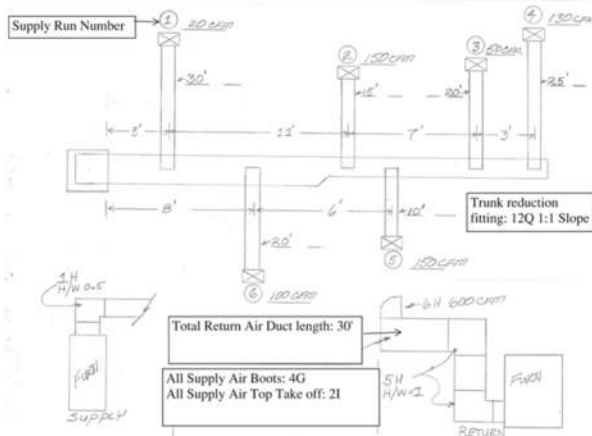 Supply Run Number
1 20 CFM
2 150 CFM
3 50 CFM
4 130 CFM
30'
15'
20'
25'
11'
7'
3'
8'
6'
10'
20'
Trunk reduction
fitting: 12Q 1:1 Slope
5 150 CFM
6 100 CFM
H/W 0.5
6H 600 CFM
Total Return Air Duct length: 30'
All Supply Air Boots: 4G
All Supply Air Top Take off: 2I
5H
H/W=1
FURN
SUPPLY
FURN
RETURN